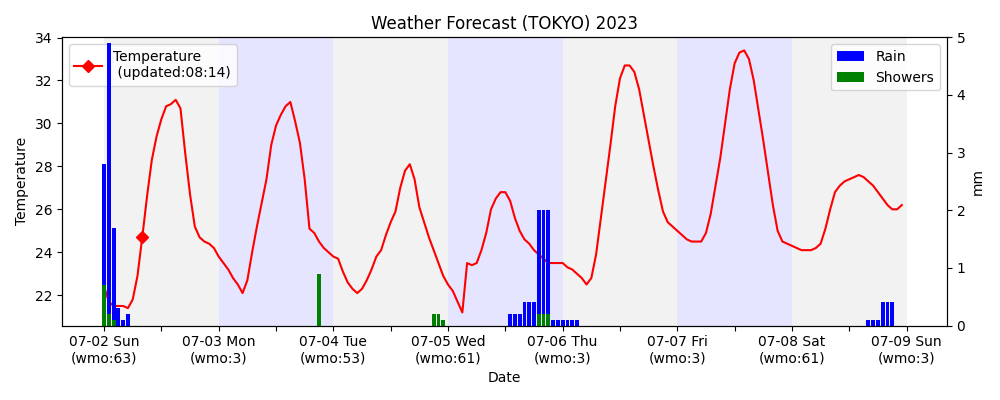 Weather Forecast (TOKYO) 2023
Temperature
(updated:08:14)
Rain
Showers
34
32
30
28
26
24
22
Temperature
5
4
3
2
1
0
mm
07-02 Sun
(wmo:63)
07-03 Mon
(wmo:3)
07-04 Tue
(wmo:53)
07-05 Wed
(wmo:61)
07-06 Thu
(wmo:3)
07-07 Fri
(wmo:3)
07-08 Sat
(wmo:61)
07-09 Sun
(wmo:3)
Date